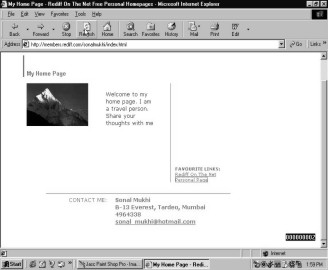 My Home Page - Rediff On The Net Free Personal Homepages - Microsoft Internet Explorer
File Edit View Favorites Tools Help
Back Forward Stop Refresh Home Search Favorites History Mail Print Edit
Address http://members.rediff.com/sonalmukhi/index.html Go Links
My Home Page
Welcome to my
home page. I am
a travel person.
Share your
thoughts with me
FAVOURITE LINKS:
Rediff On The Net
Personal Page
CONTACT ME: Sonal Mukhi
B-13 Everest, Tardeo, Mumbai
4964338
sonal_mukhi@hotmail.com
Internet
Start Jasc Paint Shop Pro - Ima... My Home Page - Redi... 1:59 PM